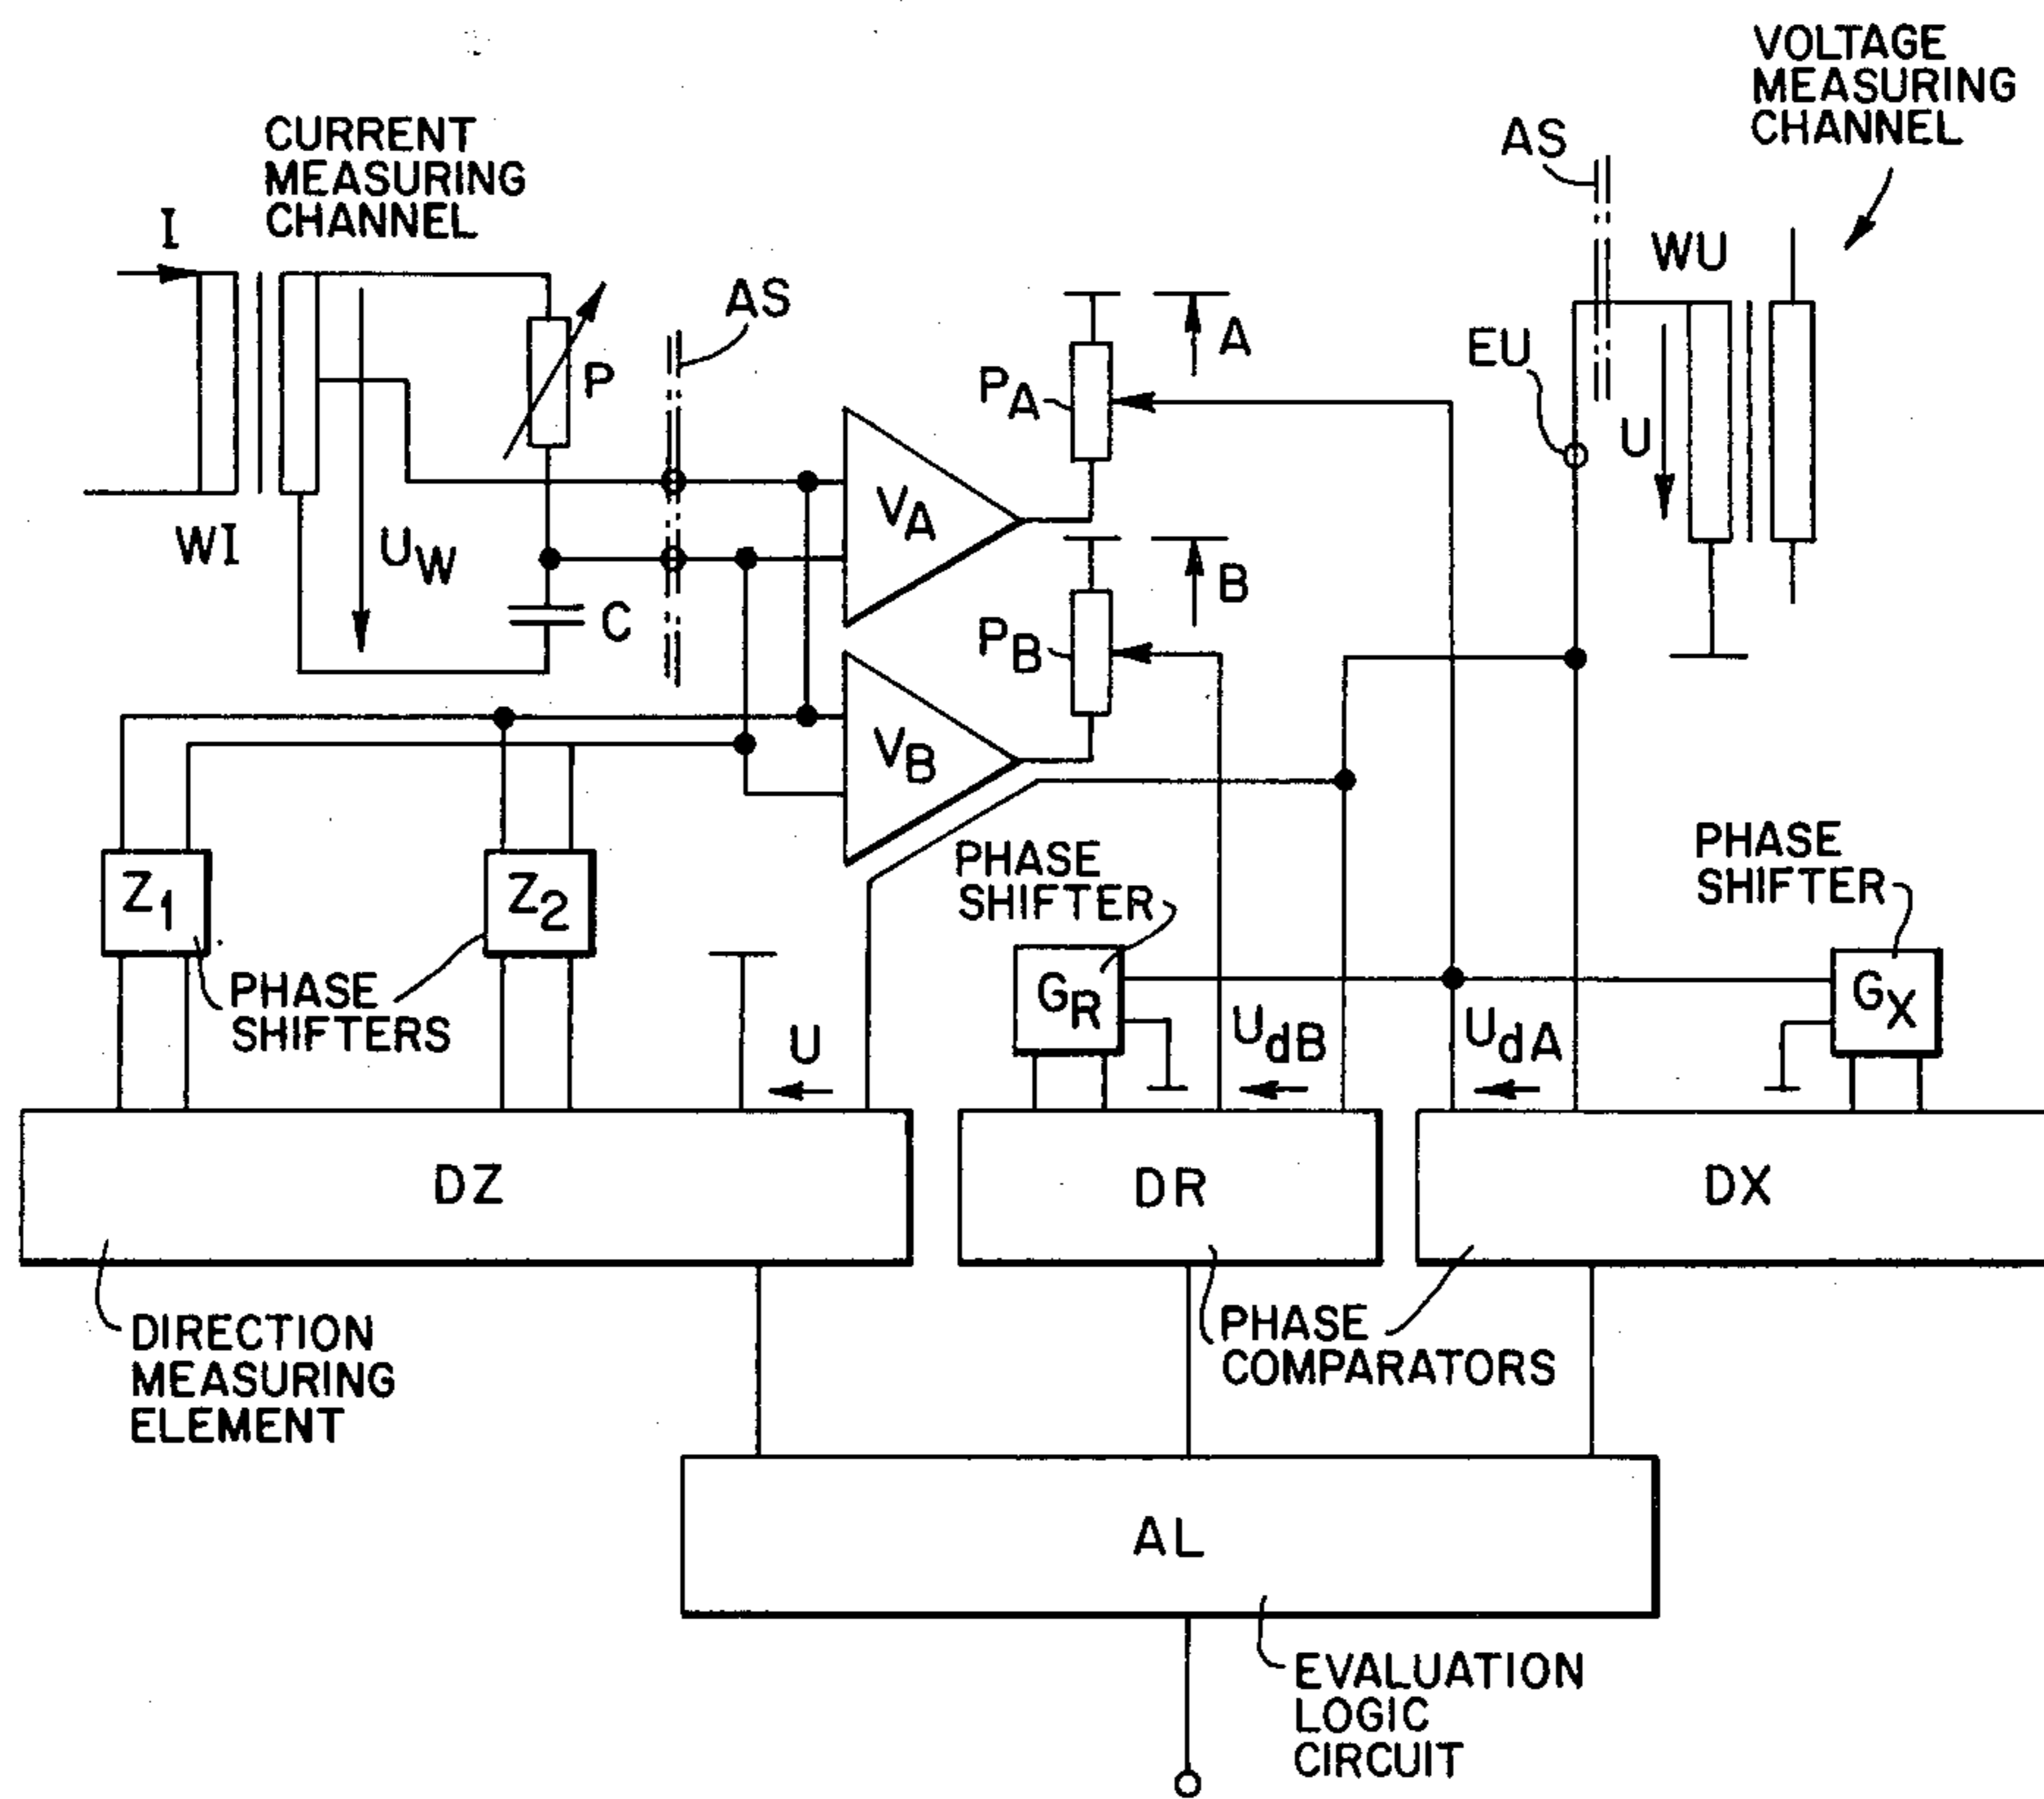 VOLTAGE
MEASURING
CHANNEL
CURRENT
MEASURING
CHANNEL
AS
I
WU
AS
A
P
PA
EU
U
VA
WI
UW
B
C
PB
VB
PHASE
SHIFTER
PHASE
SHIFTER
Z1
Z2
GR
GX
PHASE
SHIFTERS
U
UdB
UdA
DZ
DR
DX
DIRECTION
MEASURING
ELEMENT
PHASE
COMPARATORS
AL
EVALUATION
LOGIC
CIRCUIT